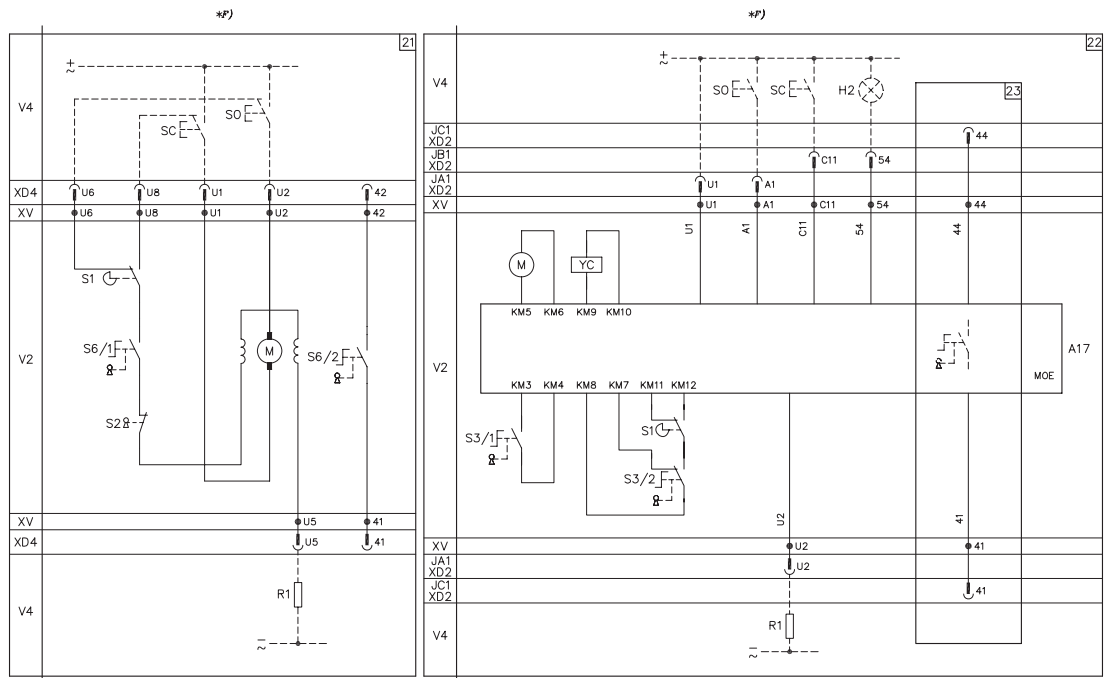 *F)
*F)
21
+
~
V4
SC
SO
XD4
U6
U8
U1
U2
42
XV
U6
U8
U1
U2
42
S1
S6/1
M
S6/2
V2
S2
XV
U5
41
XD4
U5
41
R1
V4
–
~
22
+
~
V4
SO
SC
H2
23
JC1
XD2
44
JB1
XD2
C11
54
JA1
XD2
U1
A1
XV
U1
A1
C11
54
44
U1
A1
C11
54
44
M
YC
KM5
KM6
KM9
KM10
A17
V2
MOE
KM3
KM4
KM8
KM7
KM11
KM12
S3/1
S1
S3/2
U2
41
XV
U2
41
JA1
XD2
U2
JC1
XD2
41
R1
V4
–
~